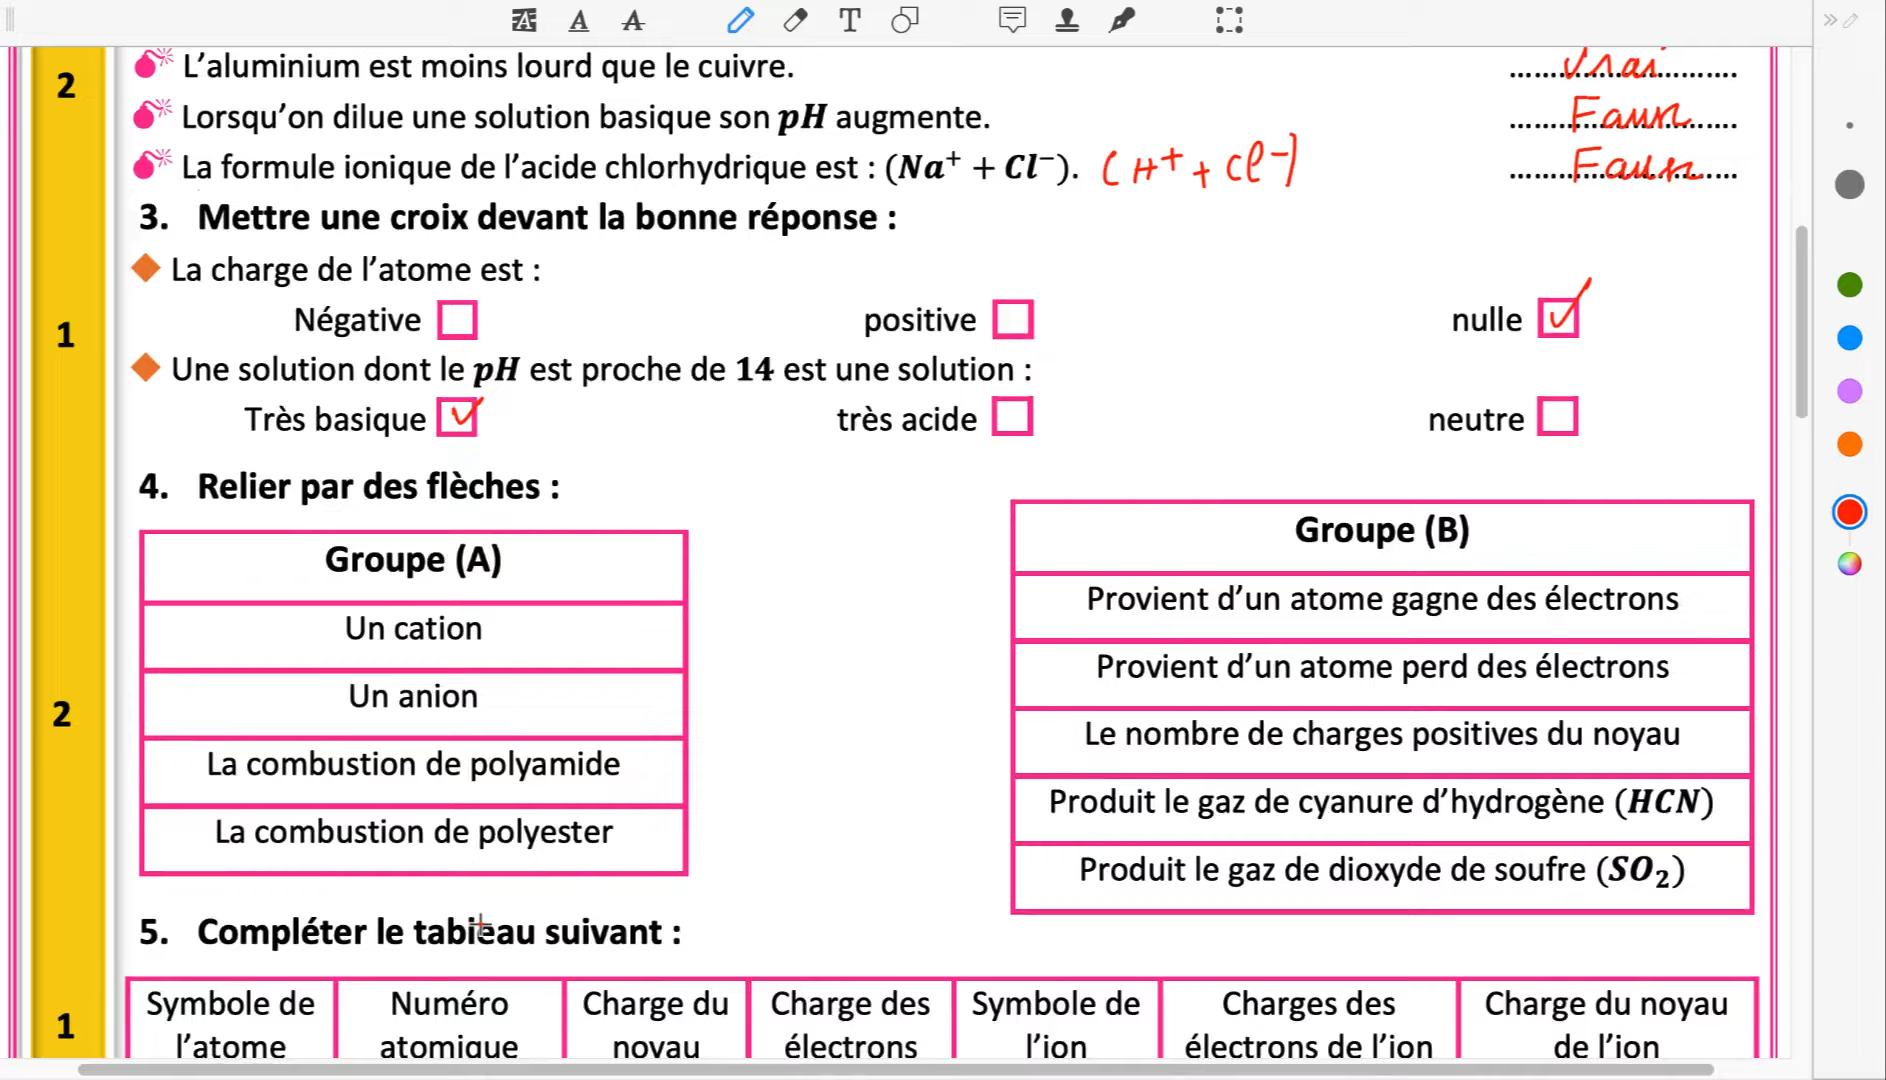 2
L’aluminium est moins lourd que le cuivre. ........................ Vrai
Lorsqu’on dilue une solution basique son pH augmente. ........................ Faux
La formule ionique de l’acide chlorhydrique est : (Na⁺ + Cl⁻). (H⁺ + Cl⁻) ........................ Faux
3. Mettre une croix devant la bonne réponse :
La charge de l’atome est :
1
Négative positive nulle
Une solution dont le pH est proche de 14 est une solution :
Très basique très acide neutre
4. Relier par des flèches :
2
Groupe (A)
Un cation
Un anion
La combustion de polyamide
La combustion de polyester
Groupe (B)
Provient d’un atome gagne des électrons
Provient d’un atome perd des électrons
Le nombre de charges positives du noyau
Produit le gaz de cyanure d’hydrogène (HCN)
Produit le gaz de dioxyde de soufre (SO₂)
5. Compléter le tableau suivant :
1
Symbole de l’atome
Numéro atomique
Charge du noyau
Charge des électrons
Symbole de l’ion
Charges des électrons de l’ion
Charge du noyau de l’ion